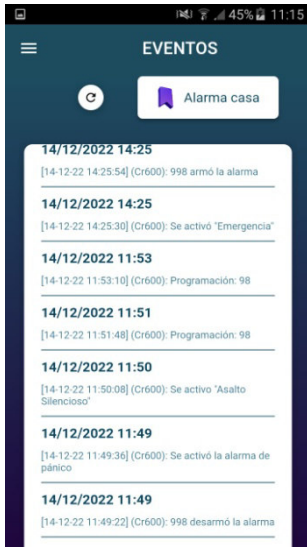 45% 11:15
EVENTOS
Alarma casa
14/12/2022 14:25
[14-12-22 14:25:54] (Cr600): 998 armó la alarma
14/12/2022 14:25
[14-12-22 14:25:30] (Cr600): Se activó "Emergencia"
14/12/2022 11:53
[14-12-22 11:53:10] (Cr600): Programación: 98
14/12/2022 11:51
[14-12-22 11:51:48] (Cr600): Programación: 98
14/12/2022 11:50
[14-12-22 11:50:08] (Cr600): Se activo "Asalto
Silencioso"
14/12/2022 11:49
[14-12-22 11:49:36] (Cr600): Se activó la alarma de
pánico
14/12/2022 11:49
[14-12-22 11:49:22] (Cr600): 998 desarmó la alarma